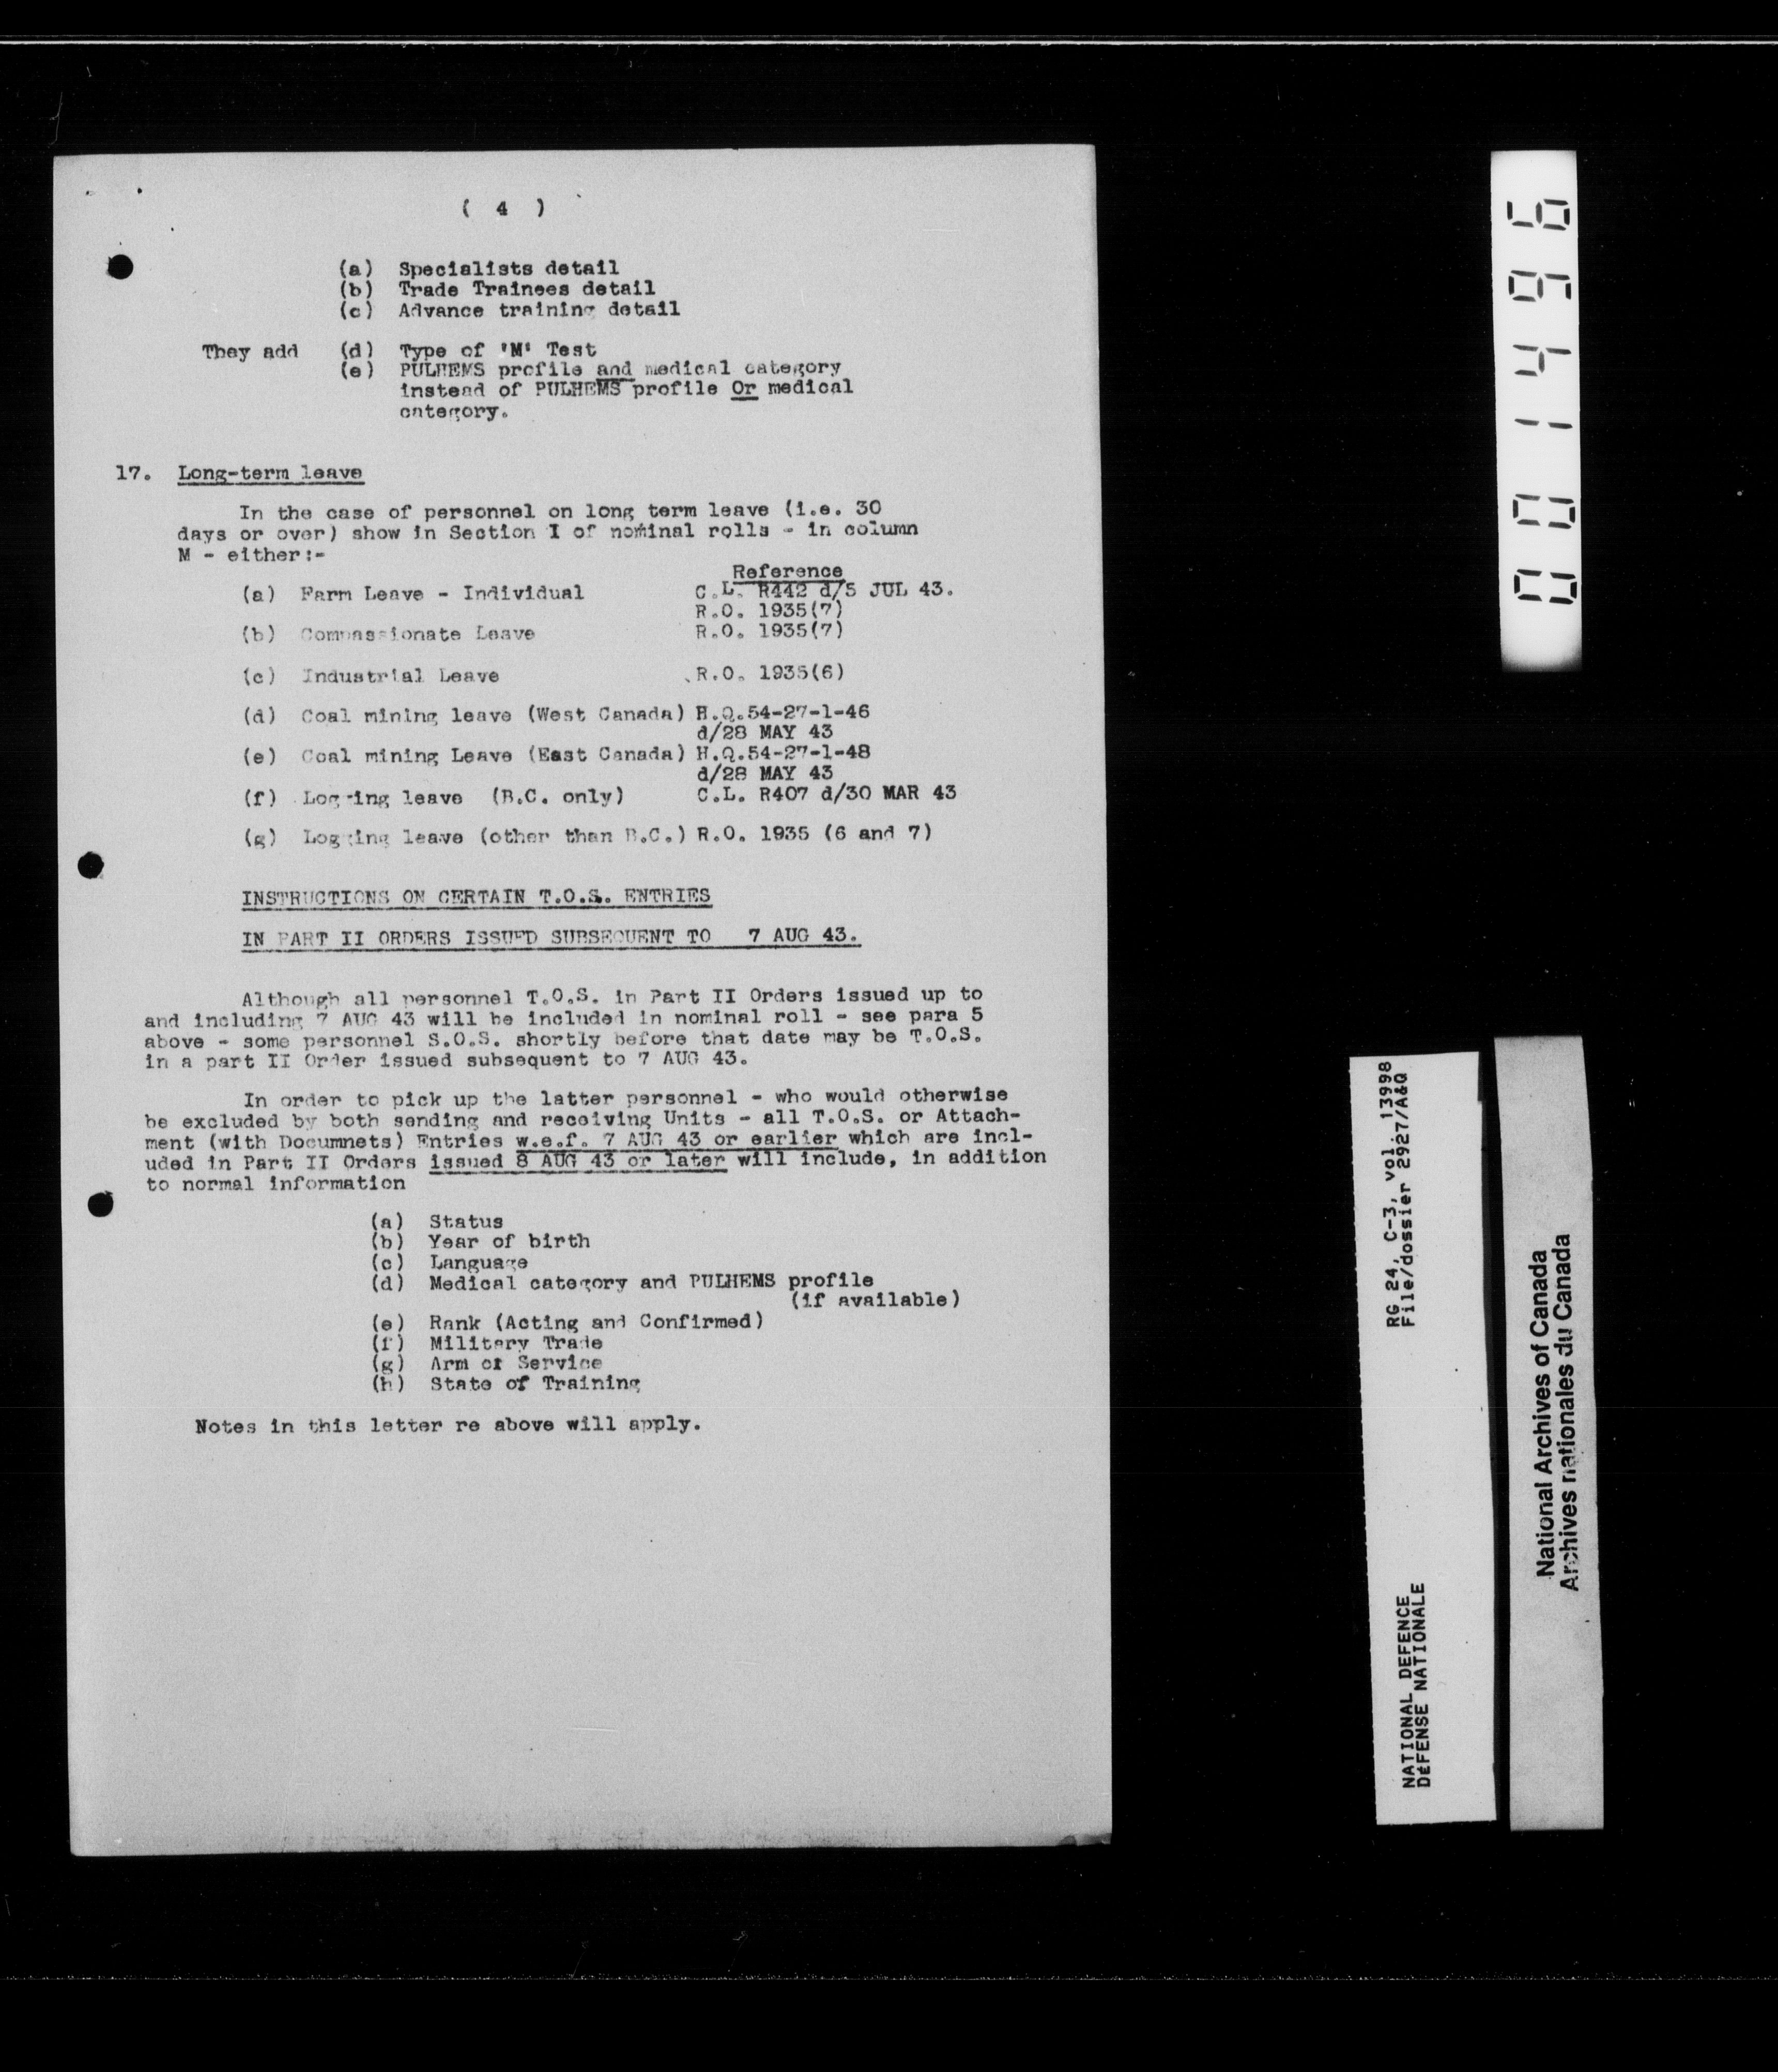 ( 4 )
(a) Specialists detail
(b) Trade Trainees detail
(c) Advance training detail
They add (d) Type of 'M' Test
(e) PULHEMS profile and medical category
instead of PULHEMS profile Or medical
category.
17. Long-term leave
In the case of personnel on long term leave (i.e. 30
days or over) show in Section I of nominal rolls - in column
M - either:-
Reference
(a) Farm Leave - Individual C.L. R442 d/5 JUL 43.
R.O. 1935(7)
(b) Compassionate Leave R.O. 1935(7)
(c) Industrial Leave R.O. 1935(6)
(d) Coal mining leave (West Canada) H.Q.54-27-1-46
d/28 MAY 43
(e) Coal mining Leave (East Canada) H.Q.54-27-1-48
d/28 MAY 43
(f) Logging leave (B.C. only) C.L. R407 d/30 MAR 43
(g) Logging leave (other than B.C.) R.O. 1935 (6 and 7)
INSTRUCTIONS ON CERTAIN T.O.S. ENTRIES
IN PART II ORDERS ISSUED SUBSEQUENT TO 7 AUG 43.
Although all personnel T.O.S. in Part II Orders issued up to
and including 7 AUG 43 will be included in nominal roll - see para 5
above - some personnel S.O.S. shortly before that date may be T.O.S.
in a part II Order issued subsequent to 7 AUG 43.
In order to pick up the latter personnel - who would otherwise
be excluded by both sending and receiving Units - all T.O.S. or Attach-
ment (with Documnets) Entries w.e.f. 7 AUG 43 or earlier which are incl-
uded in Part II Orders issued 8 AUG 43 or later will include, in addition
to normal information
(a) Status
(b) Year of birth
(c) Language
(d) Medical category and PULHEMS profile
(if available)
(e) Rank (Acting and Confirmed)
(f) Military Trade
(g) Arm or Service
(h) State of Training
Notes in this letter re above will apply.
001496
RG 24, C-3, vol. 13998
File/dossier 2927/A&Q
NATIONAL DEFENCE
DÉFENSE NATIONALE
National Archives of Canada
Archives nationales du Canada